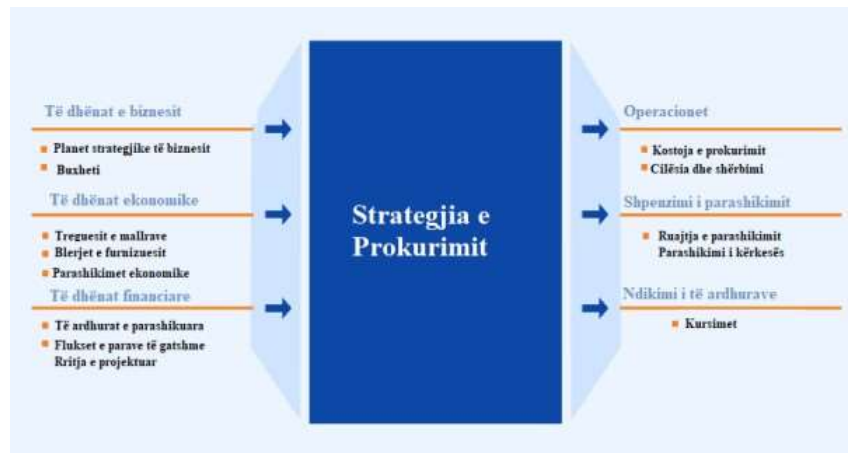 Të dhënat e biznesit
Planet strategjike të biznesit
Buxheti
Të dhënat ekonomike
Treguesit e mallrave
Blerjet e furnizuesit
Parashikimet ekonomike
Të dhënat financiare
Të ardhurat e parashikuara
Flukset e parave të gatshme
Rritja e projektuar
Strategjia e
Prokurimit
Operacionet
Kostoja e prokurimit
Cilësia dhe shërbimi
Shpenzimi i parashikimit
Ruajtja e parashikimit
Parashikimi i kërkesës
Ndikimi i të ardhurave
Kursimet